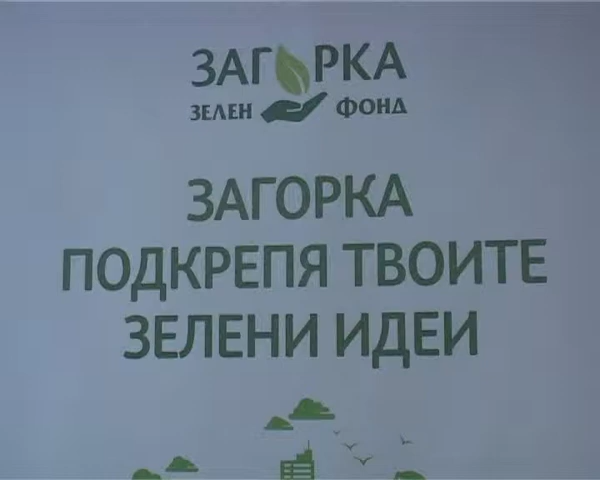 ЗАГОРКА
ЗЕЛЕН ФОНД
ЗАГОРКА
ПОДКРЕПЯ ТВОИТЕ
ЗЕЛЕНИ ИДЕИ